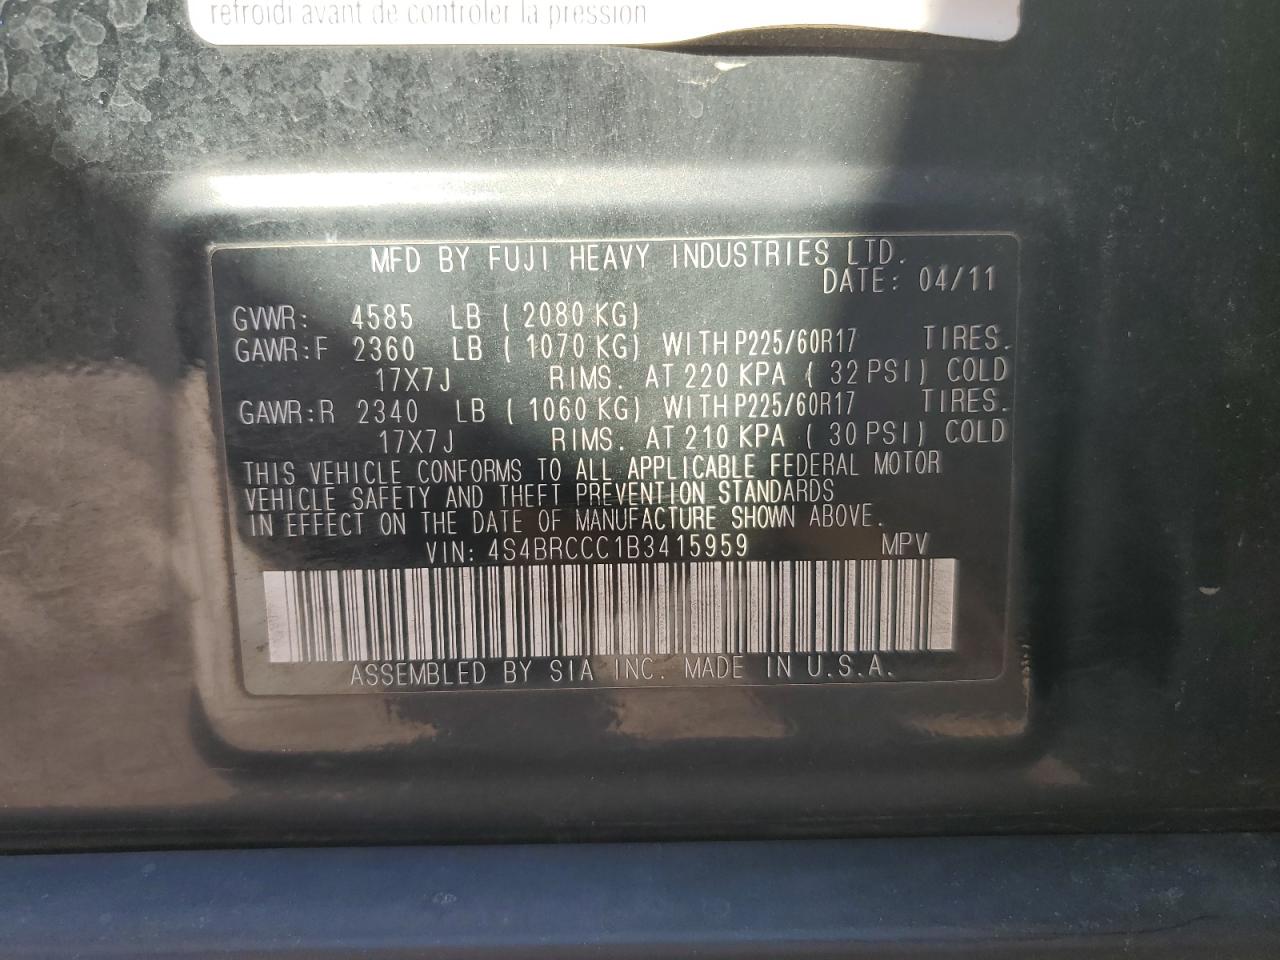 refroidi avant de contrôler la pression
MFD BY FUJI HEAVY INDUSTRIES LTD.
DATE: 04/11
GVWR: 4585 LB ( 2080 KG)
GAWR:F 2360 LB ( 1070 KG) WITH P225/60R17 TIRES.
17X7J RIMS. AT 220 KPA ( 32 PSI) COLD
GAWR:R 2340 LB ( 1060 KG) WITH P225/60R17 TIRES.
17X7J RIMS. AT 210 KPA ( 30 PSI) COLD
THIS VEHICLE CONFORMS TO ALL APPLICABLE FEDERAL MOTOR
VEHICLE SAFETY AND THEFT PREVENTION STANDARDS
IN EFFECT ON THE DATE OF MANUFACTURE SHOWN ABOVE.
VIN: 4S4BRCCC1B3415959 MPV
ASSEMBLED BY SIA INC. MADE IN U.S.A.